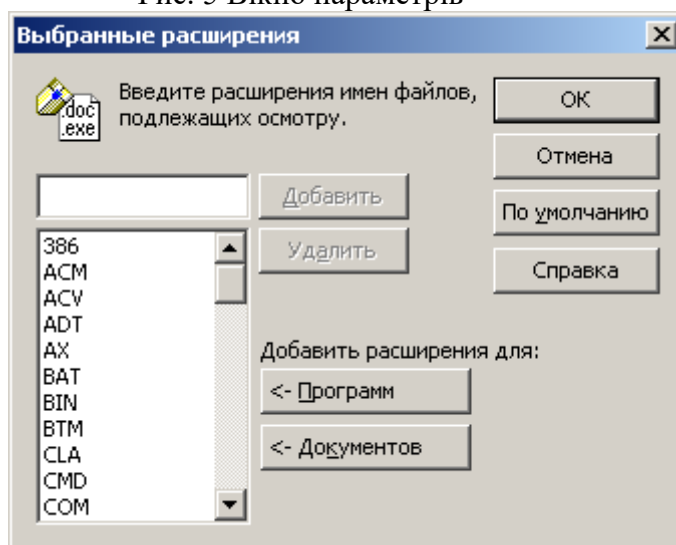 Рис. 5 Вікно параметрів
Выбранные расширения
.doc
.exe
Введите расширения имен файлов,
подлежащих осмотру.
OK
Отмена
По умолчанию
Справка
Добавить
Удалить
386
ACM
ACV
ADT
AX
BAT
BIN
BTM
CLA
CMD
COM
Добавить расширения для:
<- Программ
<- Документов